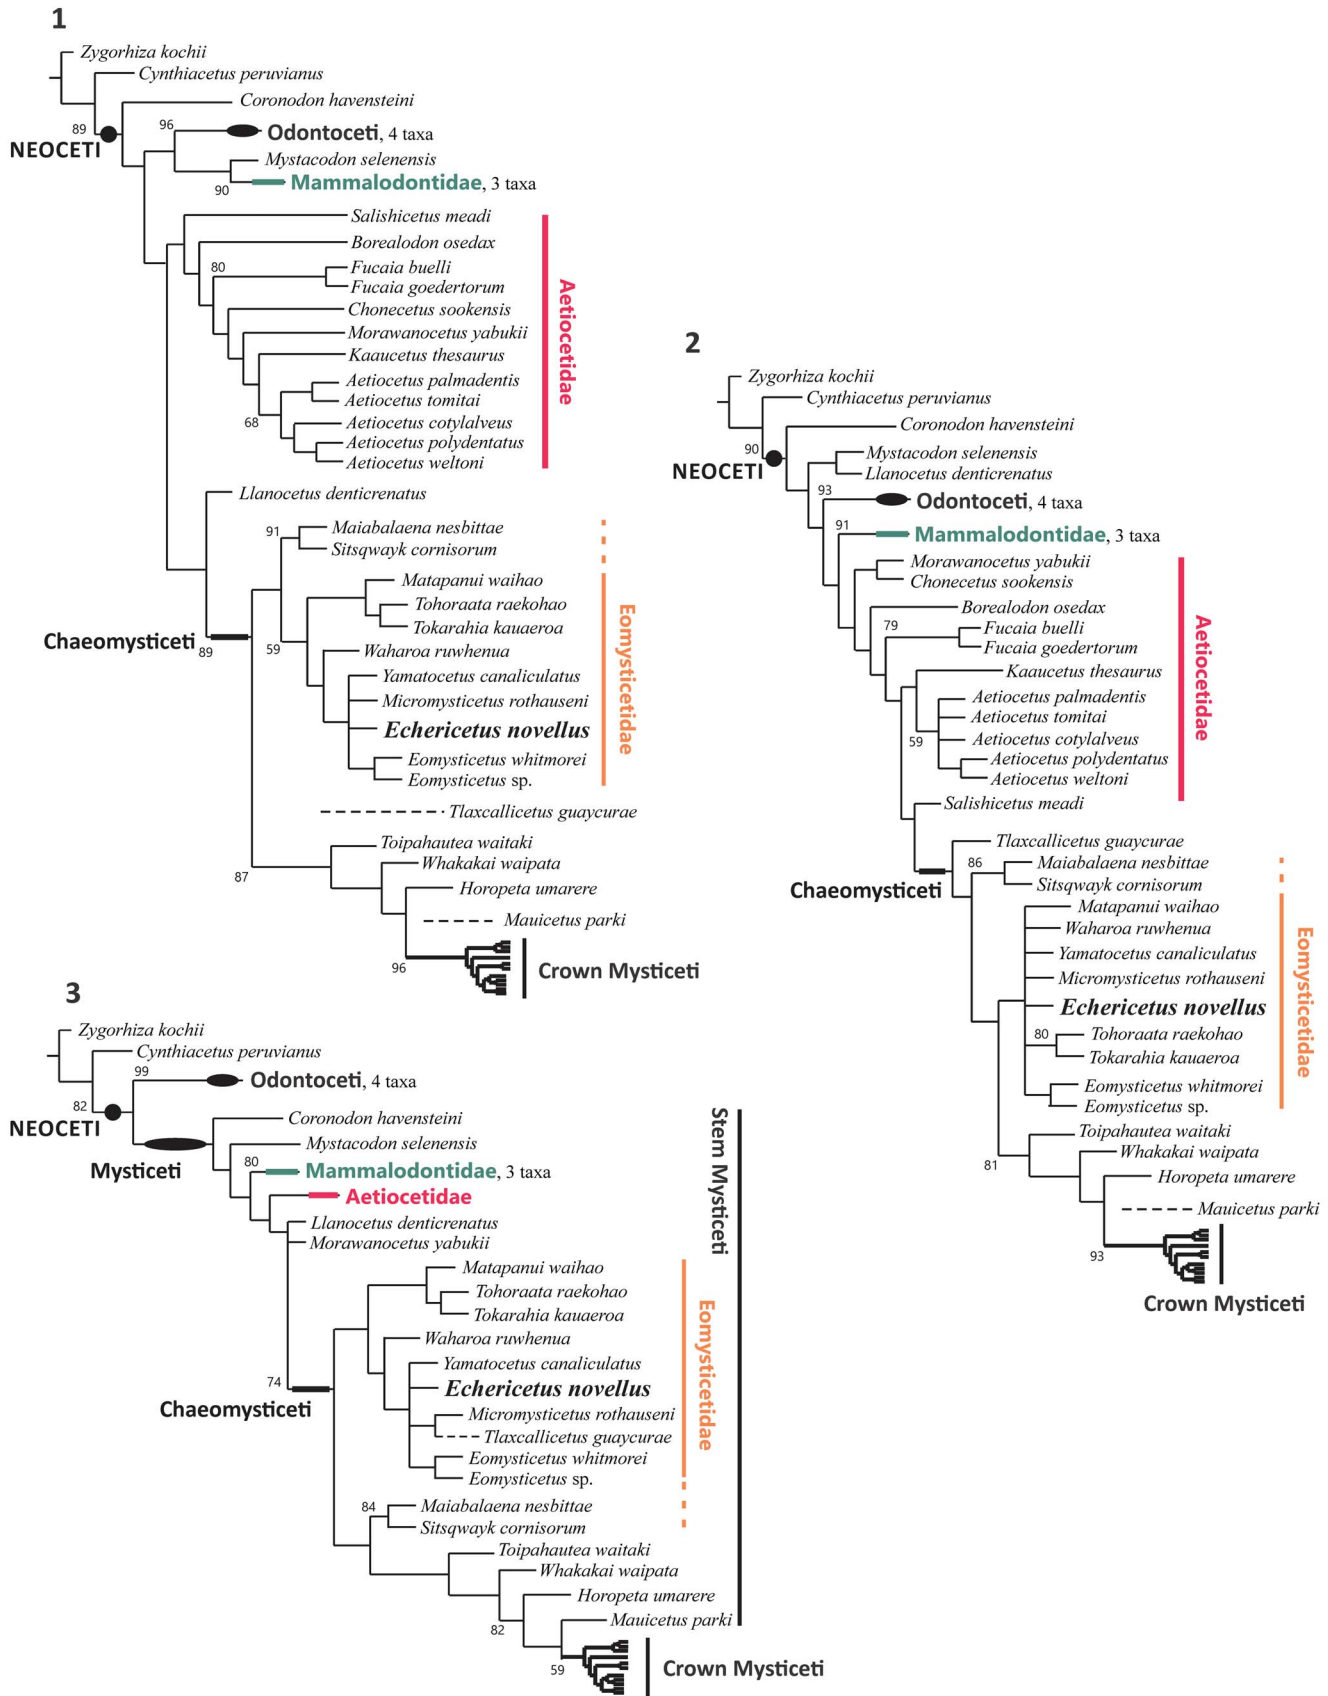 1
Zygorhiza kochii
Cynthiacetus peruvianus
Coronodon havensteini
89
NEOCETI
96
Odontoceti, 4 taxa
Mystacodon selenensis
90
Mammalodontidae, 3 taxa
Salishicetus meadi
Borealodon osedax
80
Fucaia buelli
Fucaia goedertorum
Chonecetus sookensis
Morawanocetus yabukii
Kaaucetus thesaurus
Aetiocetus palmadentis
Aetiocetus tomitai
68
Aetiocetus cotylalveus
Aetiocetus polydentatus
Aetiocetus weltoni
Aetiocetidae
Llanocetus denticrenatus
91
Maiabalaena nesbittae
Sitsqwayk cornisorum
Matapanui waihao
Tohoraata raekohao
Tokarahia kauaeroa
Chaeomysticeti
89
59
Waharoa ruwhenua
Yamatocetus canaliculatus
Micromysticetus rothauseni
Echericetus novellus
Eomysticetus whitmorei
Eomysticetus sp.
Eomysticetidae
Tlaxcallicetus guaycurae
Toipahautea waitaki
87
Whakakai waipata
Horopeta umarere
Mauicetus parki
96
Crown Mysticeti
2
Zygorhiza kochii
Cynthiacetus peruvianus
Coronodon havensteini
90
NEOCETI
Mystacodon selenensis
Llanocetus denticrenatus
93
Odontoceti, 4 taxa
91
Mammalodontidae, 3 taxa
Morawanocetus yabukii
Chonecetus sookensis
Borealodon osedax
79
Fucaia buelli
Fucaia goedertorum
Kaaucetus thesaurus
Aetiocetus palmadentis
Aetiocetus tomitai
59
Aetiocetus cotylalveus
Aetiocetus polydentatus
Aetiocetus weltoni
Aetiocetidae
Salishicetus meadi
Tlaxcallicetus guaycurae
Chaeomysticeti
86
Maiabalaena nesbittae
Sitsqwayk cornisorum
Matapanui waihao
Waharoa ruwhenua
Yamatocetus canaliculatus
Micromysticetus rothauseni
Echericetus novellus
80
Tohoraata raekohao
Tokarahia kauaeroa
Eomysticetus whitmorei
Eomysticetus sp.
Eomysticetidae
Toipahautea waitaki
81
Whakakai waipata
Horopeta umarere
Mauicetus parki
93
Crown Mysticeti
3
Zygorhiza kochii
Cynthiacetus peruvianus
99
Odontoceti, 4 taxa
82
NEOCETI
Coronodon havensteini
Mysticeti
Mystacodon selenensis
80
Mammalodontidae, 3 taxa
Aetiocetidae
Llanocetus denticrenatus
Morawanocetus yabukii
Matapanui waihao
Tohoraata raekohao
Tokarahia kauaeroa
Waharoa ruwhenua
Yamatocetus canaliculatus
74
Chaeomysticeti
Echericetus novellus
Micromysticetus rothauseni
Tlaxcallicetus guaycurae
Eomysticetus whitmorei
Eomysticetus sp.
Eomysticetidae
84
Maiabalaena nesbittae
Sitsqwayk cornisorum
Toipahautea waitaki
Whakakai waipata
Horopeta umarere
82
Mauicetus parki
Stem Mysticeti
59
Crown Mysticeti